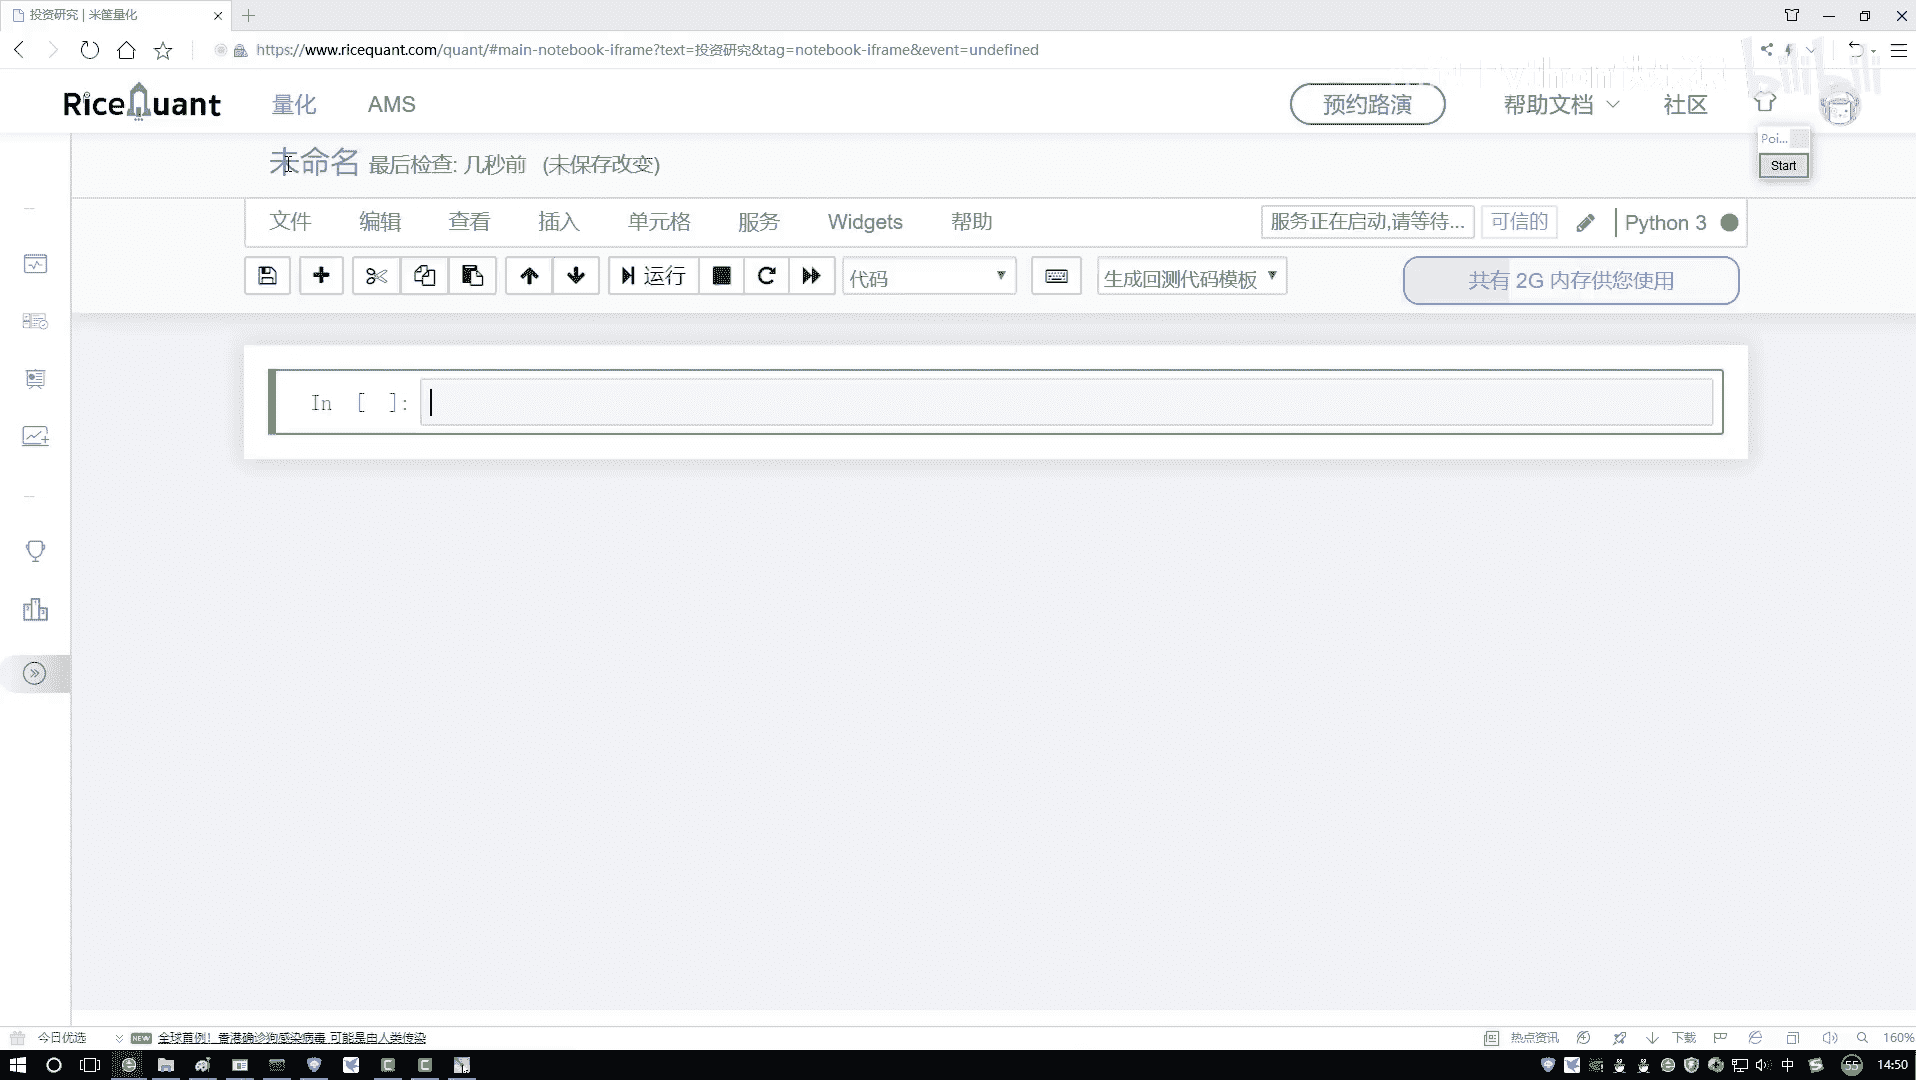 投资研究 | 米筐量化
https://www.ricequant.com/quant/#main-notebook-iframe?text=投资研究&tag=notebook-iframe&event=undefined
bilibili
RiceQuant 量化 AMS 预约路演 帮助文档 社区
未命名 最后检查: 几秒前 (未保存改变)
Poi...
Start
文件 编辑 查看 插入 单元格 服务 Widgets 帮助 服务正在启动,请等待... 可信的 Python 3
运行 代码 生成回测代码模板 共有 2G 内存供您使用
In [ ]:
今日优选 NEW 全球首例！香港确诊狗感染病毒 可能是由人类传染 热点资讯 下载 160%
中 55 14:50